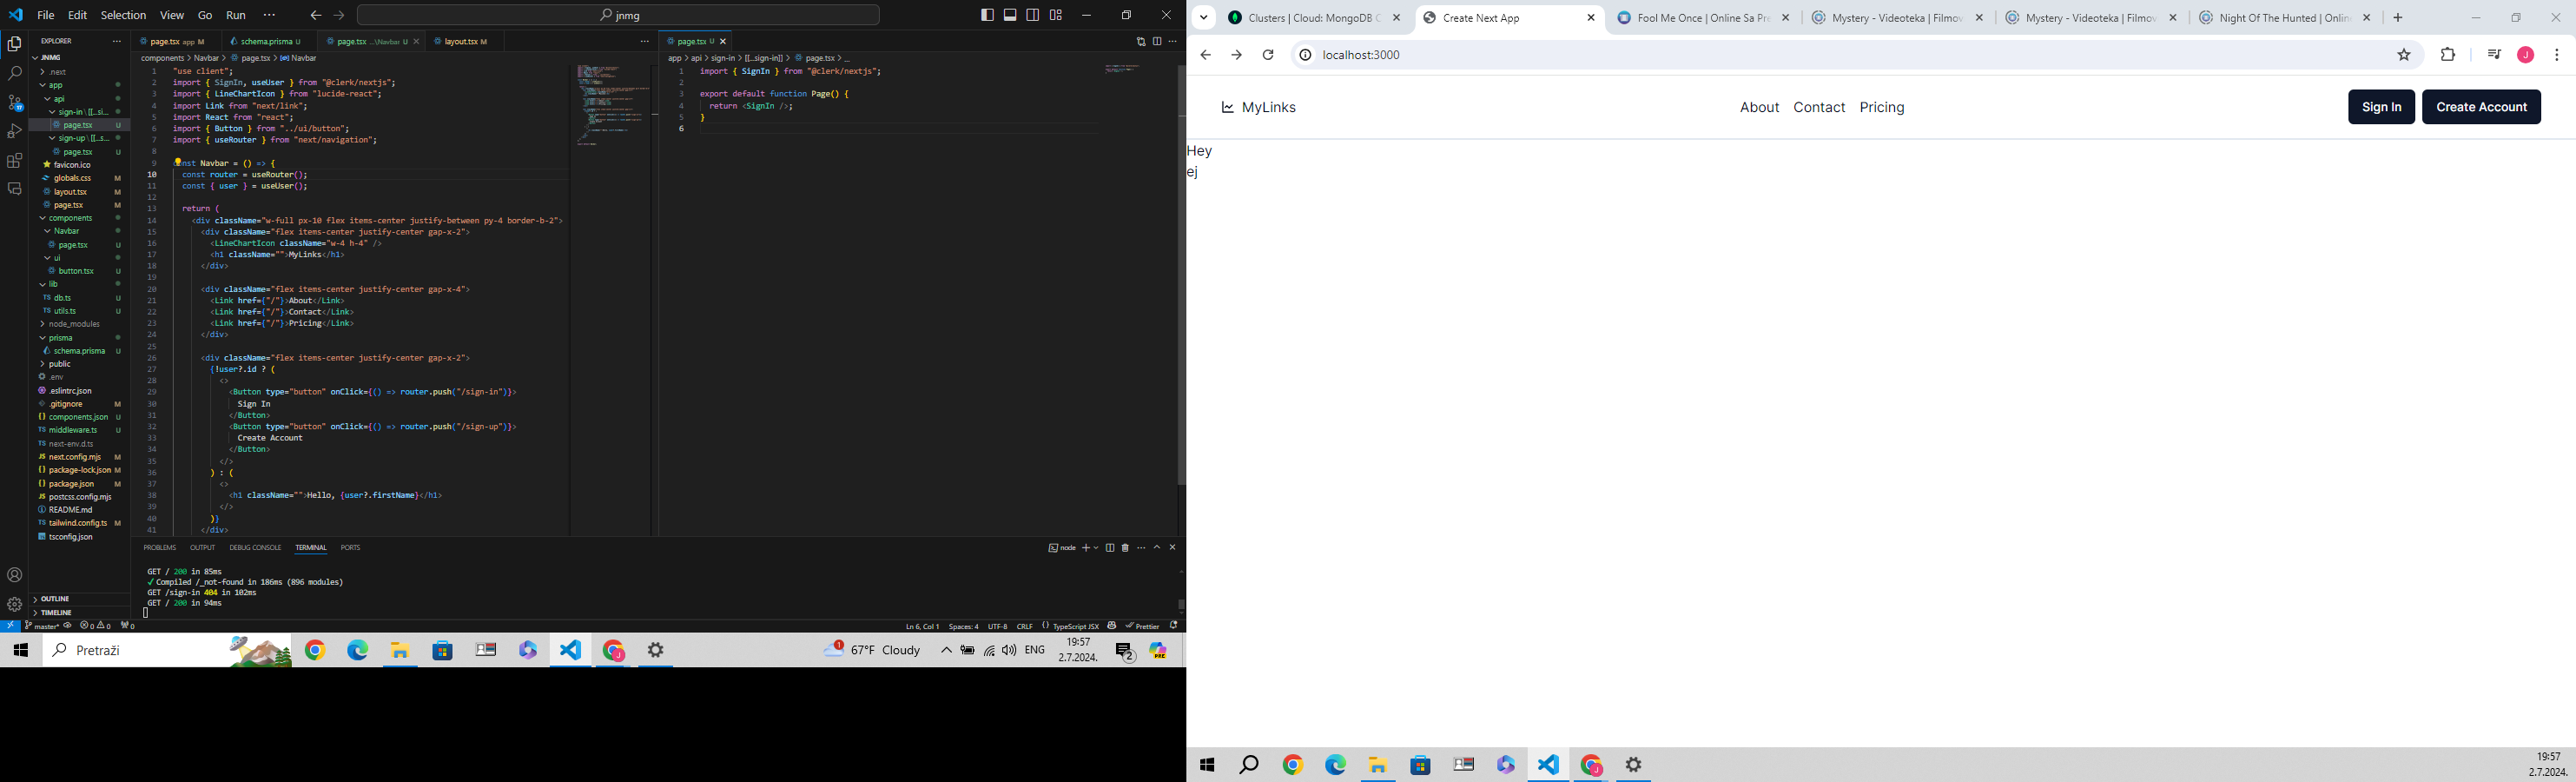 File Edit Selection View Go Run ··· jnmg
EXPLORER
JNMG
.next
app
api
sign-in \ [[...si...
page.tsx U
sign-up \ [[...s...
page.tsx U
favicon.ico
globals.css M
layout.tsx M
page.tsx M
components
Navbar
page.tsx U
ui
button.tsx U
lib
TS db.ts U
TS utils.ts U
node_modules
prisma
schema.prisma U
public
.env
.eslintrc.json
.gitignore M
{} components.json U
TS middleware.ts U
TS next-env.d.ts
JS next.config.mjs M
{} package-lock.json M
{} package.json M
JS postcss.config.mjs
README.md
TS tailwind.config.ts M
tsconfig.json
OUTLINE
TIMELINE
page.tsx app M schema.prisma U page.tsx ...\Navbar U layout.tsx M
components > Navbar > page.tsx > Navbar
1 "use client";
2 import { SignIn, useUser } from "@clerk/nextjs";
3 import { LineChartIcon } from "lucide-react";
4 import Link from "next/link";
5 import React from "react";
6 import { Button } from "../ui/button";
7 import { useRouter } from "next/navigation";
8
9 nst Navbar = () => {
10 const router = useRouter();
11 const { user } = useUser();
12
13 return (
14 <div className="w-full px-10 flex items-center justify-between py-4 border-b-2">
15 <div className="flex items-center justify-center gap-x-2">
16 <LineChartIcon className="w-4 h-4" />
17 <h1 className="">MyLinks</h1>
18 </div>
19
20 <div className="flex items-center justify-center gap-x-4">
21 <Link href={"/"}>About</Link>
22 <Link href={"/"}>Contact</Link>
23 <Link href={"/"}>Pricing</Link>
24 </div>
25
26 <div className="flex items-center justify-center gap-x-2">
27 {!user?.id ? (
28 <>
29 <Button type="button" onClick={() => router.push("/sign-in")}>
30 Sign In
31 </Button>
32 <Button type="button" onClick={() => router.push("/sign-up")}>
33 Create Account
34 </Button>
35 </>
36 ) : (
37 <>
38 <h1 className="">Hello, {user?.firstName}</h1>
39 </>
40 )}
41 </div>
page.tsx U
app > api > sign-in > [[...sign-in]] > page.tsx > ...
1 import { SignIn } from "@clerk/nextjs";
2
3 export default function Page() {
4 return <SignIn />;
5 }
6
PROBLEMS OUTPUT DEBUG CONSOLE TERMINAL PORTS node
GET / 200 in 85ms
✓ Compiled /_not-found in 186ms (896 modules)
GET /sign-in 404 in 102ms
GET / 200 in 94ms
master* 0 0 0 Ln 6, Col 1 Spaces: 4 UTF-8 CRLF {} TypeScript JSX Prettier
Pretraži 1 67°F Cloudy ENG 19:57
2.7.2024. 2
Clusters | Cloud: MongoDB C Create Next App Fool Me Once | Online Sa Pre Mystery - Videoteka | Filmov Mystery - Videoteka | Filmov Night Of The Hunted | Onlin
localhost:3000 J
MyLinks About Contact Pricing Sign In Create Account
Hey
ej
19:57
2.7.2024.